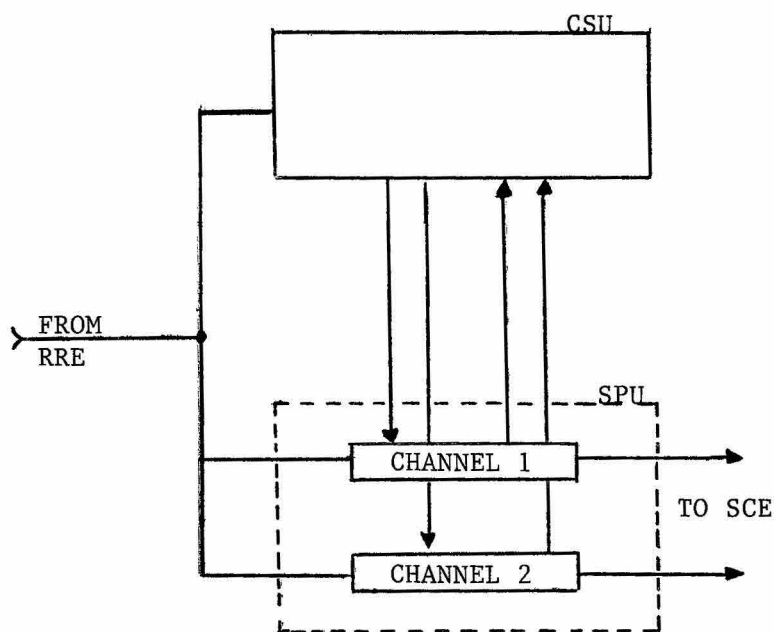 CSU
FROM
RRE
SPU
CHANNEL 1
TO SCE
CHANNEL 2